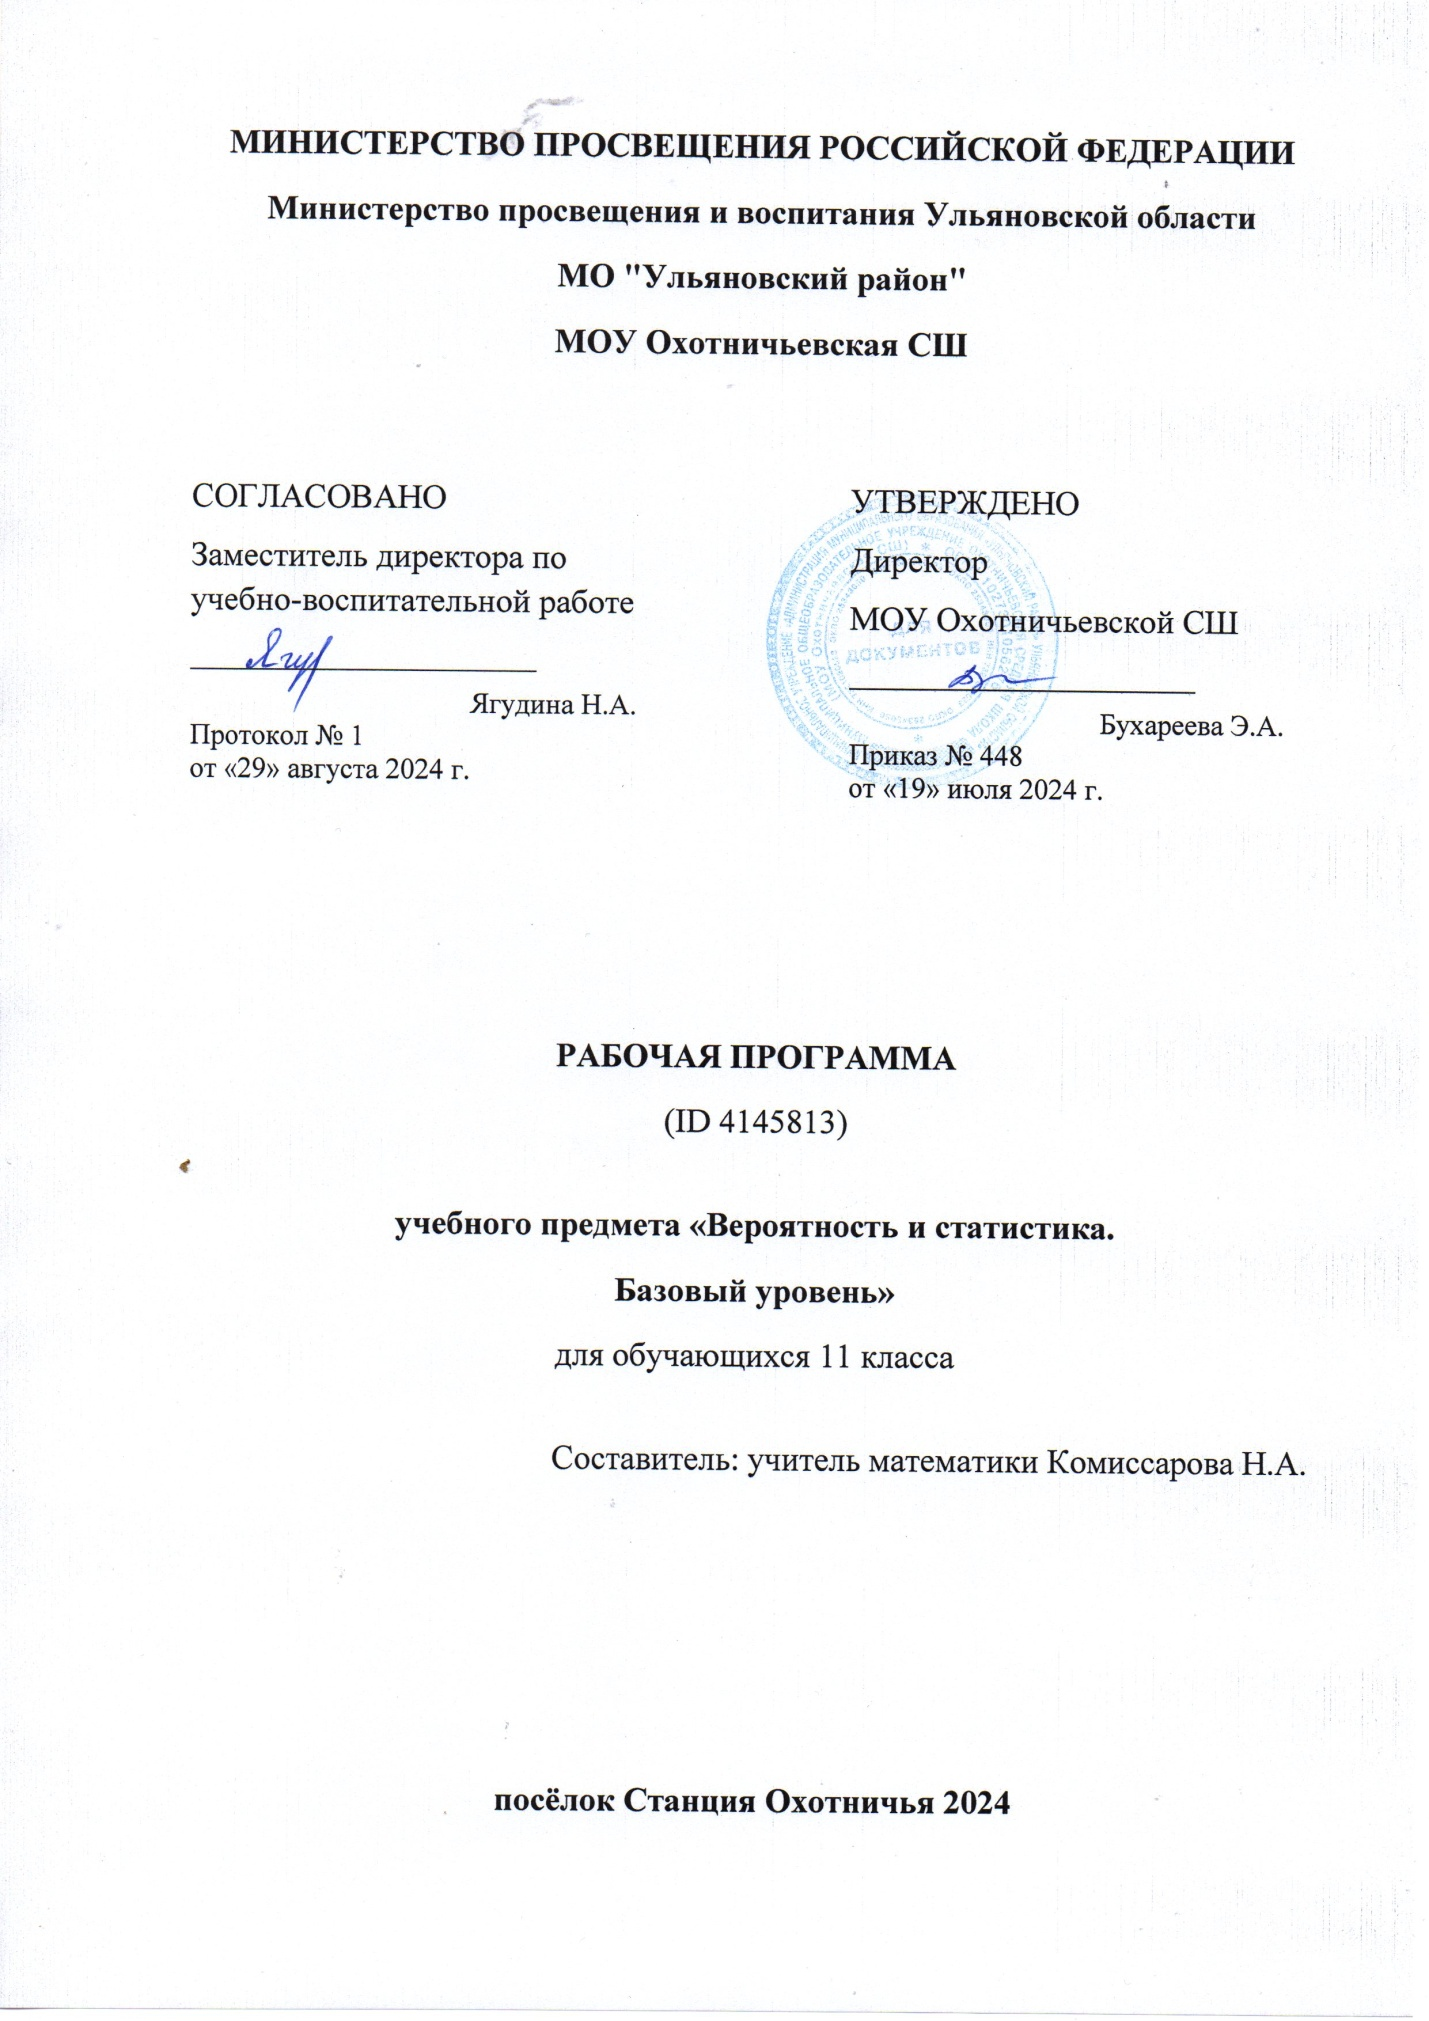 МИНИСТЕРСТВО ПРОСВЕЩЕНИЯ РОССИЙСКОЙ ФЕДЕРАЦИИ
Министерство просвещения и воспитания Ульяновской области
МО "Ульяновский район"
МОУ Охотничьевская СШ
СОГЛАСОВАНО
Заместитель директора по
учебно-воспитательной работе
Ягудина Н.А.
Протокол № 1
от «29» августа 2024 г.
УТВЕРЖДЕНО
Директор
МОУ Охотничьевской СШ
ДЛЯ
ДОКУМЕНТОВ
Бухареева Э.А.
Приказ № 448
от «19» июля 2024 г.
РАБОЧАЯ ПРОГРАММА
(ID 4145813)
учебного предмета «Вероятность и статистика.
Базовый уровень»
для обучающихся 11 класса
Составитель: учитель математики Комиссарова Н.А.
посёлок Станция Охотничья 2024